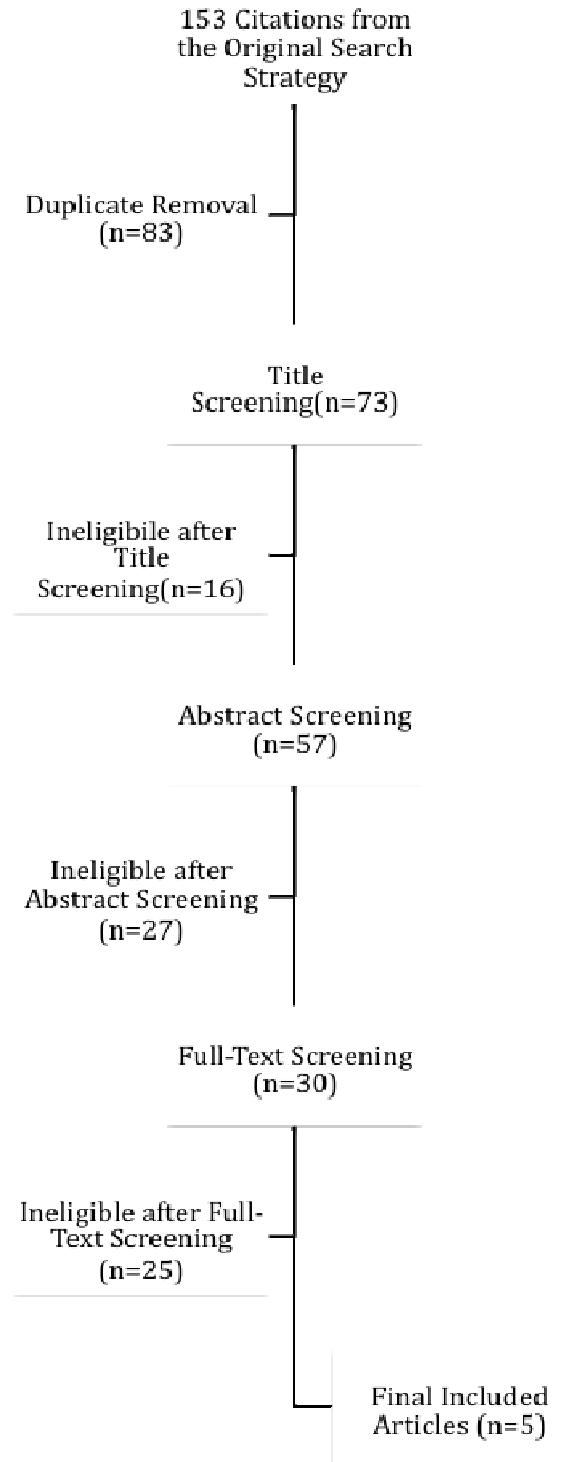 153 Citations from
the Original Search
Strategy
Duplicate Removal
(n=83)
Title
Screening(n=73)
Ineligibile after
Title
Screening(n=16)
Abstract Screening
(n=57)
Ineligible after
Abstract Screening
(n=27)
Full-Text Screening
(n=30)
Ineligible after Full-
Text Screening
(n=25)
Final Included
Articles (n=5)